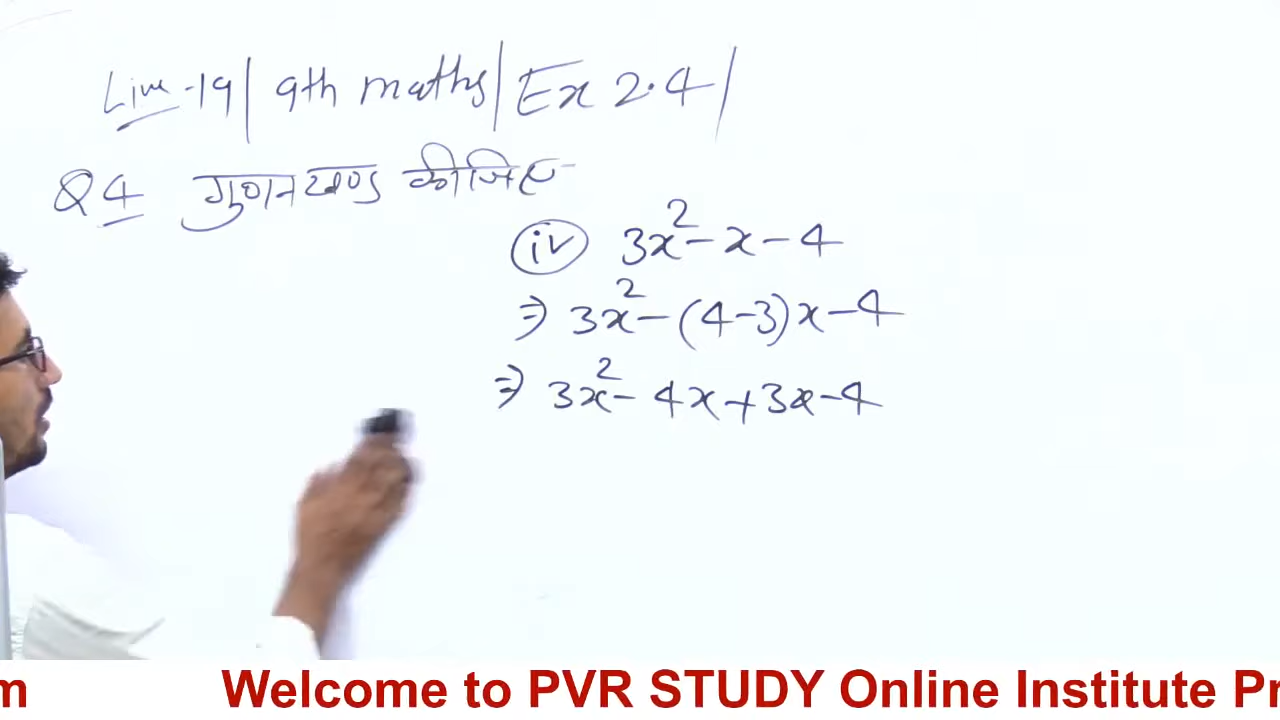 Live-19| 9th maths| Ex 2.4|
Q4 गुणनखण्ड कीजिए
(iv) 3x² - x - 4
⇒ 3x² - (4-3)x - 4
⇒ 3x² - 4x + 3x - 4
m Welcome to PVR STUDY Online Institute Pr